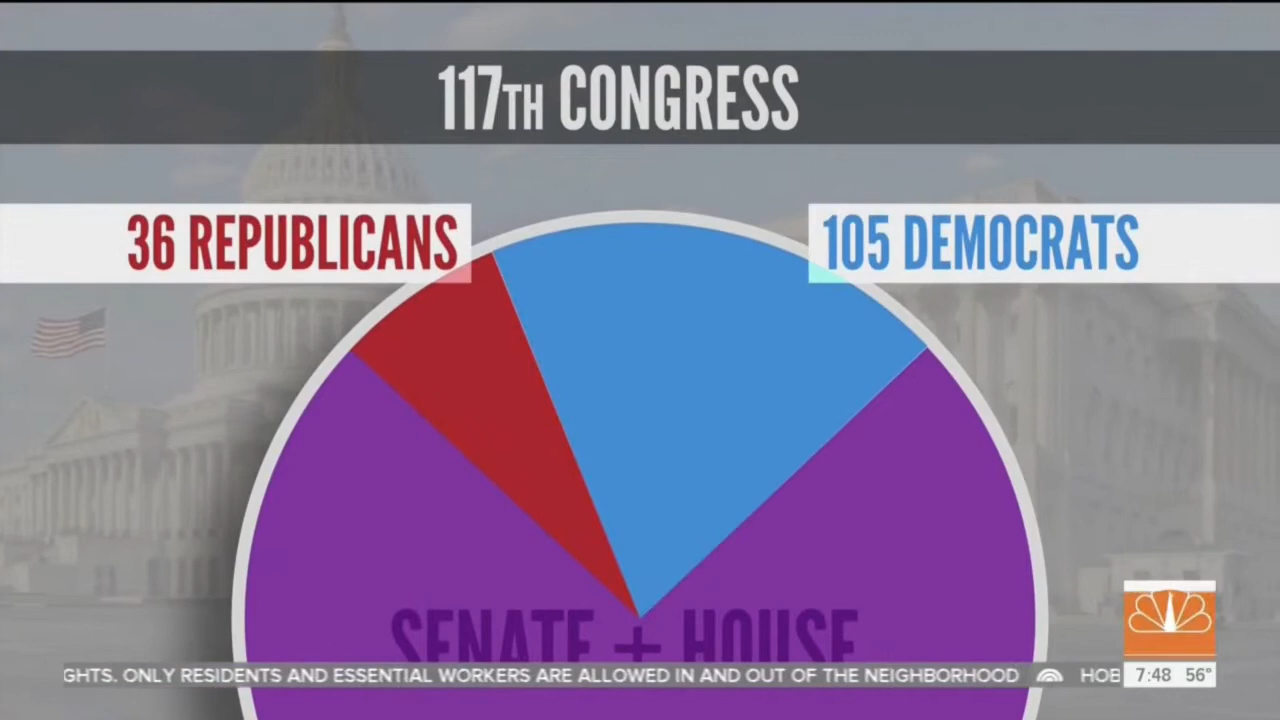 117TH CONGRESS
36 REPUBLICANS
105 DEMOCRATS
SENATE + HOUSE
GHTS. ONLY RESIDENTS AND ESSENTIAL WORKERS ARE ALLOWED IN AND OUT OF THE NEIGHBORHOOD HOB
7:48 56°